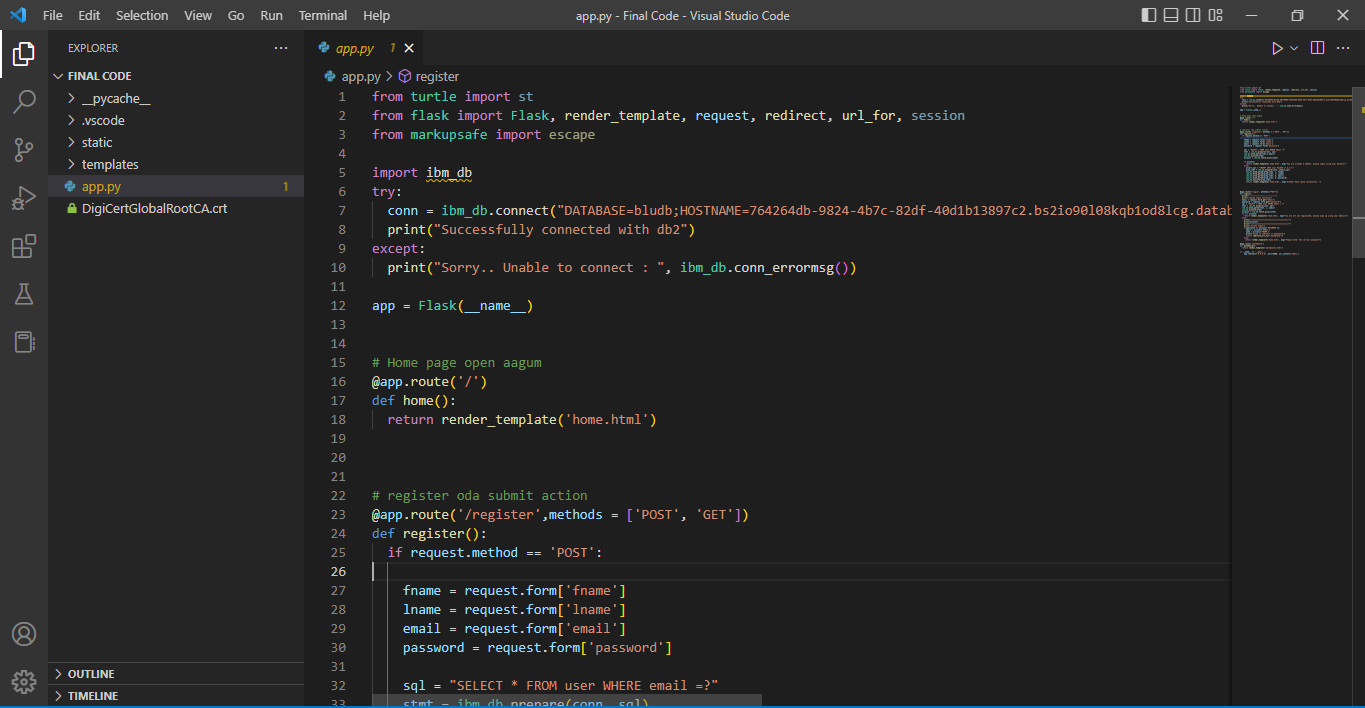 File Edit Selection View Go Run Terminal Help
app.py - Final Code - Visual Studio Code
EXPLORER
FINAL CODE
__pycache__
.vscode
static
templates
app.py 1
DigiCertGlobalRootCA.crt
OUTLINE
TIMELINE
app.py 1
app.py > register
1 from turtle import st
2 from flask import Flask, render_template, request, redirect, url_for, session
3 from markupsafe import escape
4
5 import ibm_db
6 try:
7 conn = ibm_db.connect("DATABASE=bludb;HOSTNAME=764264db-9824-4b7c-82df-40d1b13897c2.bs2io90l08kqb1od8lcg.datab
8 print("Successfully connected with db2")
9 except:
10 print("Sorry.. Unable to connect : ", ibm_db.conn_errormsg())
11
12 app = Flask(__name__)
13
14
15 # Home page open aagum
16 @app.route('/')
17 def home():
18 return render_template('home.html')
19
20
21
22 # register oda submit action
23 @app.route('/register',methods = ['POST', 'GET'])
24 def register():
25 if request.method == 'POST':
26
27 fname = request.form['fname']
28 lname = request.form['lname']
29 email = request.form['email']
30 password = request.form['password']
31
32 sql = "SELECT * FROM user WHERE email =?"
33 stmt = ibm_db.prepare(conn, sql)